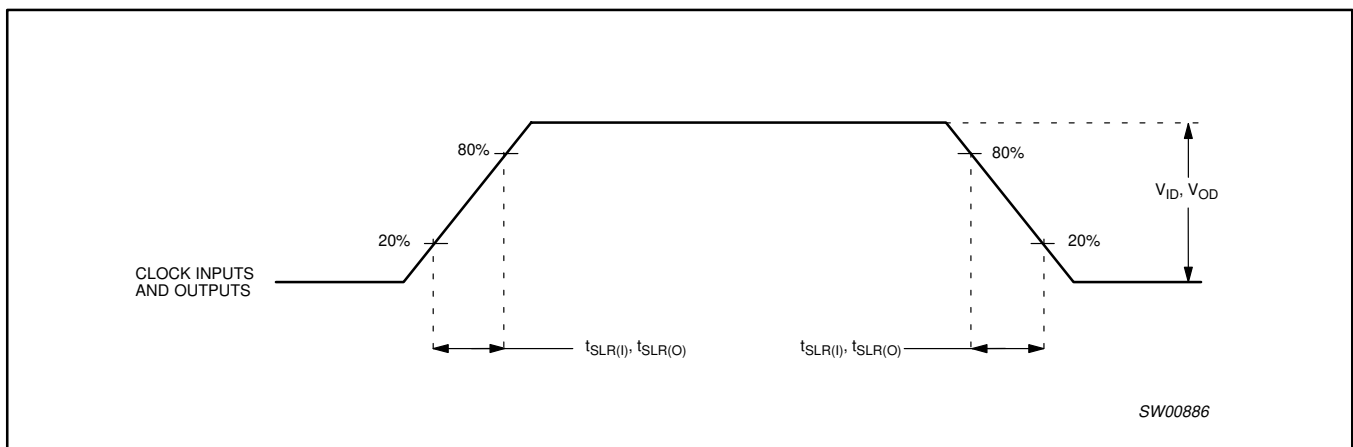 80%
80%
V_ID, V_OD
20%
20%
CLOCK INPUTS
AND OUTPUTS
t_SLR(I), t_SLR(O)
t_SLR(I), t_SLR(O)
SW00886